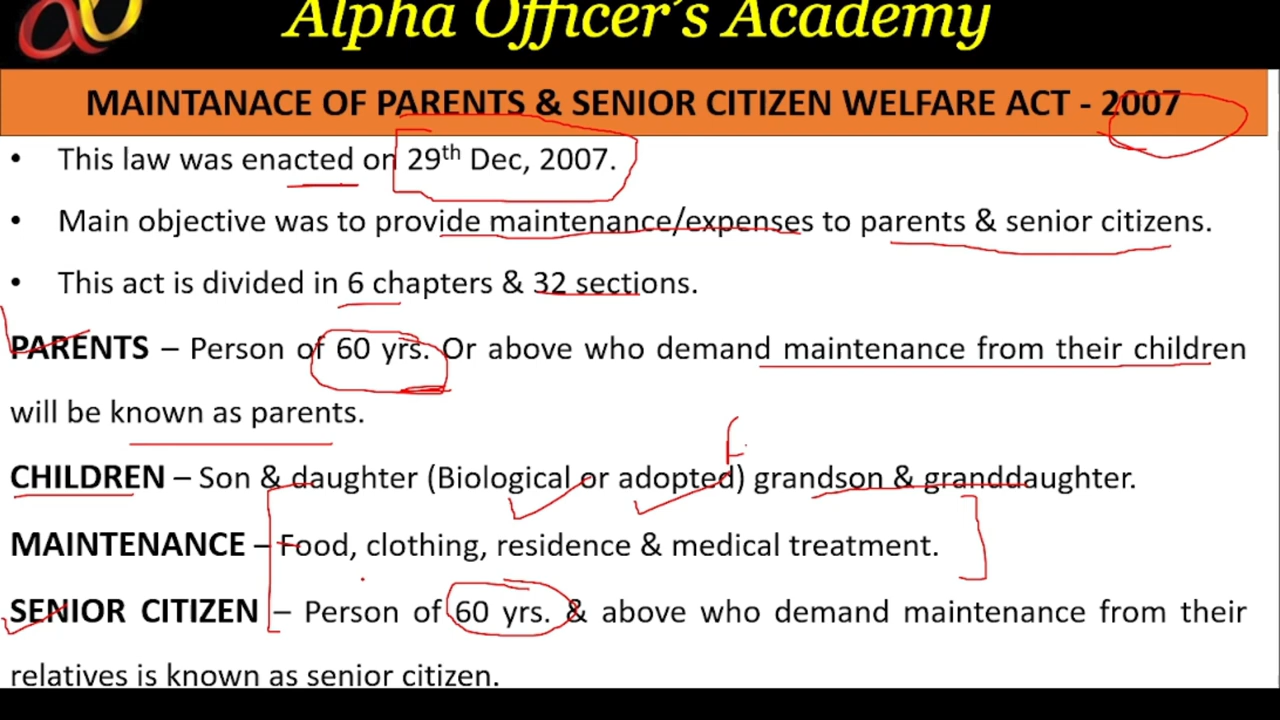 Alpha Officer's Academy
MAINTANACE OF PARENTS & SENIOR CITIZEN WELFARE ACT - 2007
• This law was enacted on 29th Dec, 2007.
• Main objective was to provide maintenance/expenses to parents & senior citizens.
• This act is divided in 6 chapters & 32 sections.
PARENTS – Person of 60 yrs. Or above who demand maintenance from their children
will be known as parents.
CHILDREN – Son & daughter (Biological or adopted) grandson & granddaughter.
MAINTENANCE – Food, clothing, residence & medical treatment.
SENIOR CITIZEN – Person of 60 yrs. & above who demand maintenance from their
relatives is known as senior citizen.